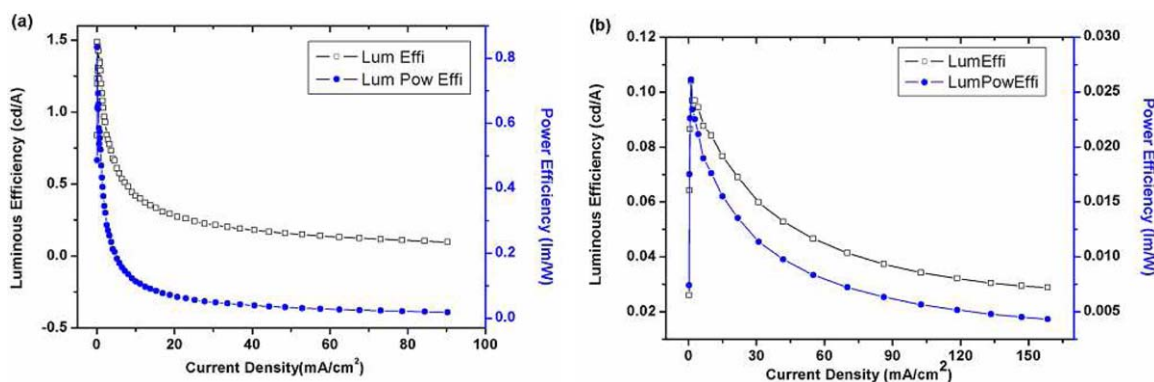 (a)
Lum Effi
Lum Pow Effi
1.5
1.0
0.5
0.0
-0.5
Luminous Efficiency (cd/A)
0.8
0.6
0.4
0.2
0.0
Power Efficiency (lm/W)
0 20 40 60 80 100
Current Density(mA/cm²)
(b)
LumEffi
LumPowEffi
0.12
0.10
0.08
0.06
0.04
0.02
Luminous Efficiency (cd/A)
0.030
0.025
0.020
0.015
0.010
0.005
Power Efficiency (lm/W)
0 30 60 90 120 150
Current Density (mA/cm²)